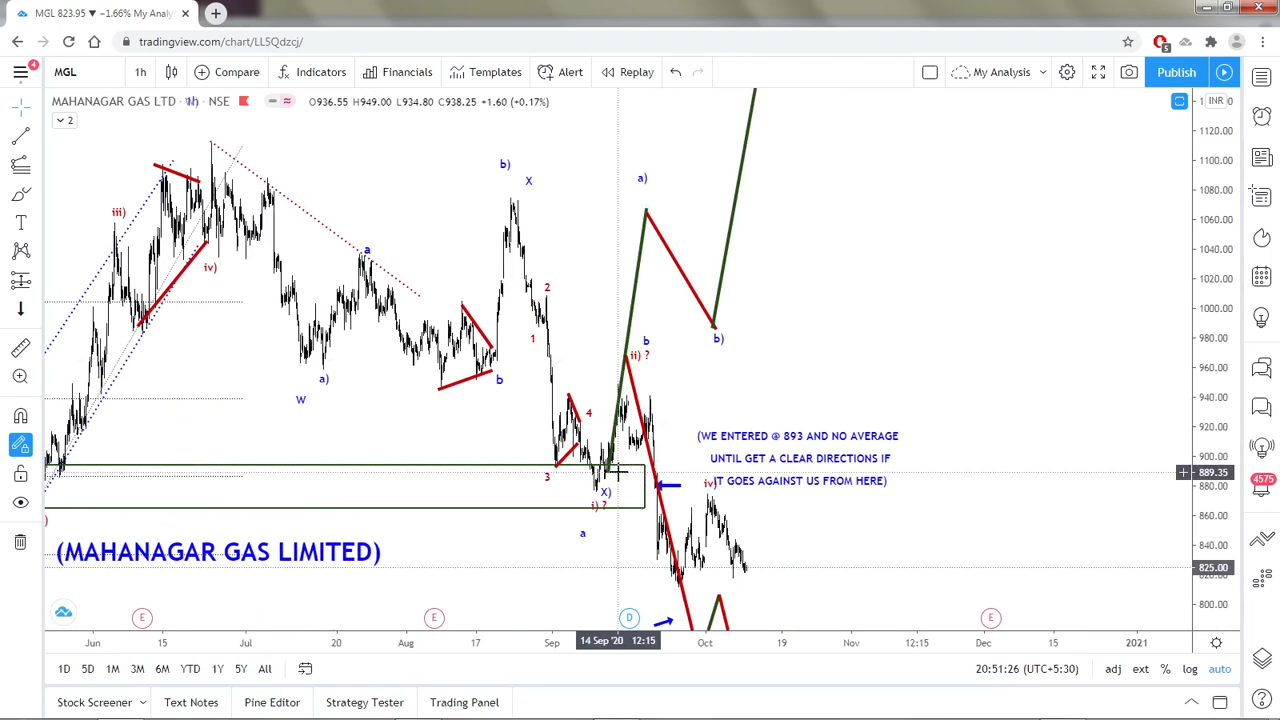 MGL 823.95 ▼ −1.66% My Analy
tradingview.com/chart/LL5Qdzcj/
5
4
MGL 1h Compare Indicators Financials Templates Alert Replay My Analysis Publish
MAHANAGAR GAS LTD · 1h · NSE O936.55 H949.00 L934.80 C938.25 +1.60 (+0.17%)
INR
2
1120.00
1100.00
1080.00
1060.00
1040.00
1020.00
1000.00
980.00
960.00
940.00
920.00
900.00
889.35
880.00
860.00
840.00
825.00
800.00
b)
X
a)
iii)
iv)
a
2
1
b
ii) ?
b)
a)
b
W
4
(WE ENTERED @ 893 AND NO AVERAGE
UNTIL GET A CLEAR DIRECTIONS IF
IT GOES AGAINST US FROM HERE)
3
iv)
X)
i) ?
a
(MAHANAGAR GAS LIMITED)
E E D E
Jun 15 Jul 20 Aug 17 Sep 14 Sep '20 12:15 Oct 19 Nov 12:15 Dec 15 2021
1D 5D 1M 3M 6M YTD 1Y 5Y All 20:51:26 (UTC+5:30) adj ext % log auto
Stock Screener Text Notes Pine Editor Strategy Tester Trading Panel
4575